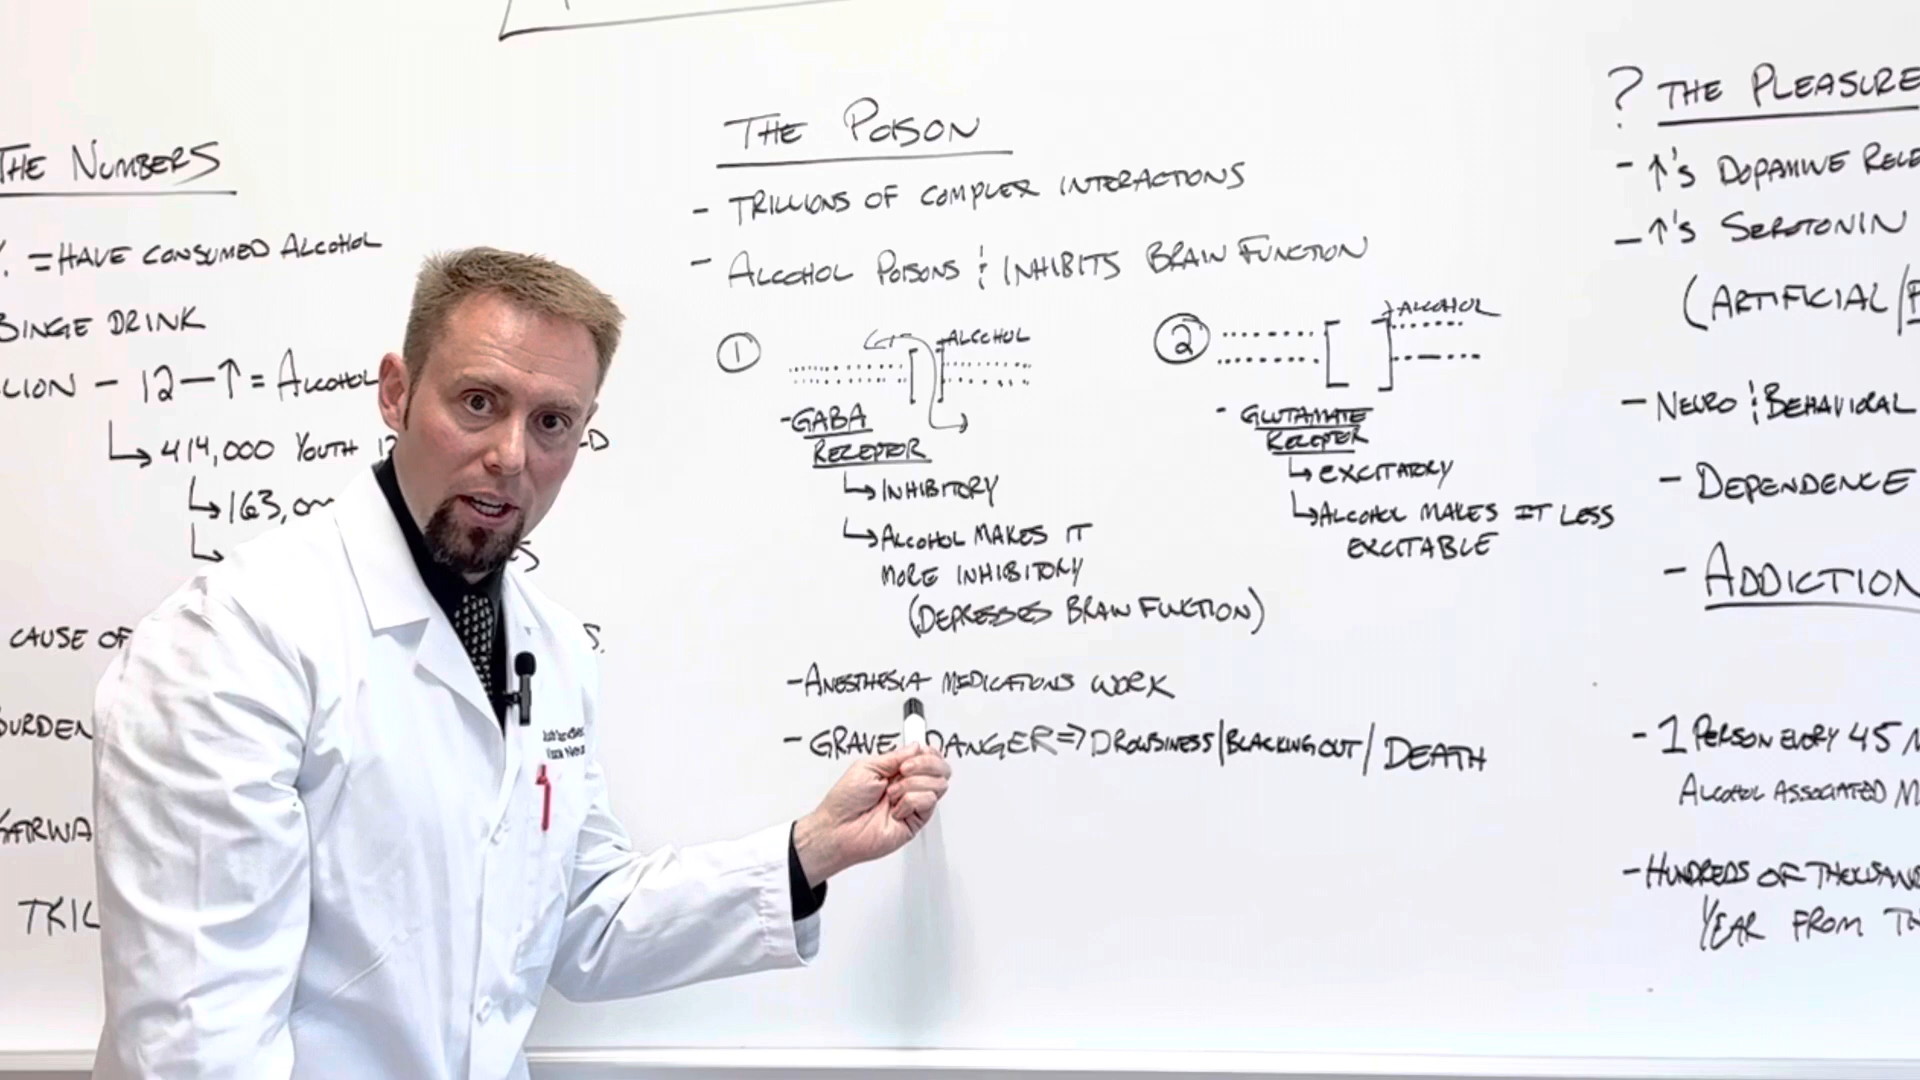 THE NUMBERS
% = HAVE CONSUMED ALCOHOL
BINGE DRINK
LION - 12-↑ = ALCOHOL
↳ 414,000 YOUTH 12
↳ 163,
CAUSE OF
BURDEN
THE POISON
- TRILLIONS OF COMPLEX INTERACTIONS
- ALCOHOL POISONS & INHIBITS BRAIN FUNCTION
① ALCOHOL
- GABA
RECEPTOR
↳ INHIBITORY
↳ ALCOHOL MAKES IT
MORE INHIBITORY
(DEPRESSES BRAIN FUNCTION)
② ALCOHOL
- GLUTAMATE
RECEPTOR
↳ EXCITATORY
↳ ALCOHOL MAKES IT LESS
EXCITABLE
- ANESTHESIA MEDICATIONS WORK
- GRAVE DANGER ⇒ DROWSINESS/BLACKING OUT/DEATH
? THE PLEASURE
- ↑'S DOPAMINE RELE
- ↑'S SEROTONIN
(ARTIFICIAL/
- NEURO & BEHAVIORAL
- DEPENDENCE
- ADDICTION
- 1 PERSON EVERY 45 M
ALCOHOL ASSOCIATED M
- HUNDREDS OF THOUSAND
YEAR FROM TH